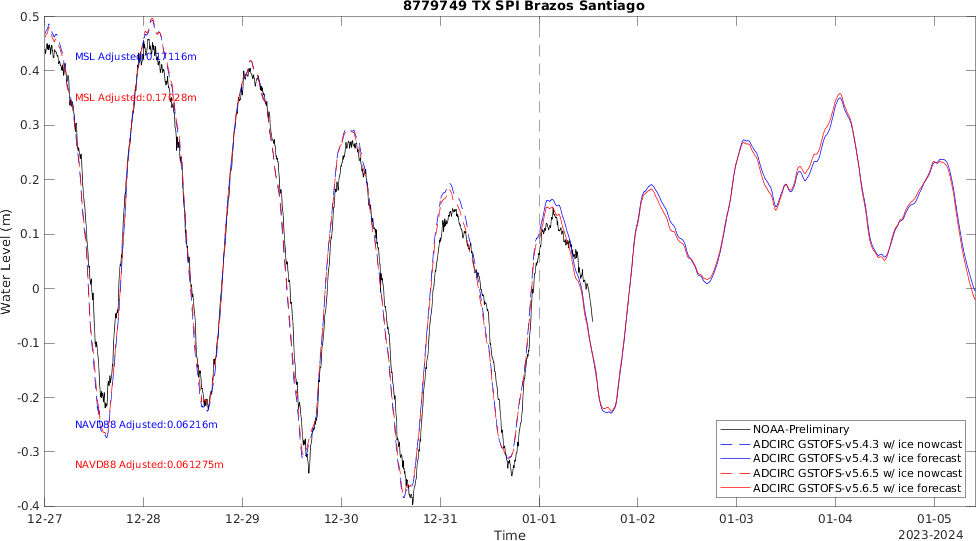 8779749 TX SPI Brazos Santiago
Water Level (m)
0.5
0.4
0.3
0.2
0.1
0
-0.1
-0.2
-0.3
-0.4
MSL Adjusted:0.17116m
MSL Adjusted:0.17028m
NAVD88 Adjusted:0.06216m
NAVD88 Adjusted:0.061275m
NOAA-Preliminary
ADCIRC GSTOFS-v5.4.3 w/ ice nowcast
ADCIRC GSTOFS-v5.4.3 w/ ice forecast
ADCIRC GSTOFS-v5.6.5 w/ ice nowcast
ADCIRC GSTOFS-v5.6.5 w/ ice forecast
12-27 12-28 12-29 12-30 12-31 01-01 01-02 01-03 01-04 01-05
Time
2023-2024